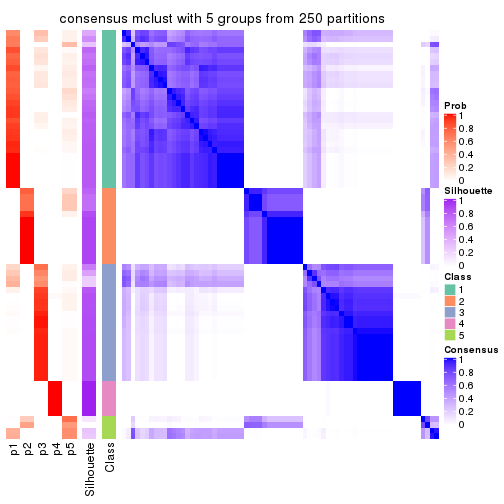 consensus mclust with 5 groups from 250 partitions
Prob
1
0.8
0.6
0.4
0.2
0
Silhouette
1
0.8
0.6
0.4
0.2
0
Class
1
2
3
4
5
Consensus
1
0.8
0.6
0.4
0.2
0
p1
p2
p3
p4
p5
Silhouette
Class